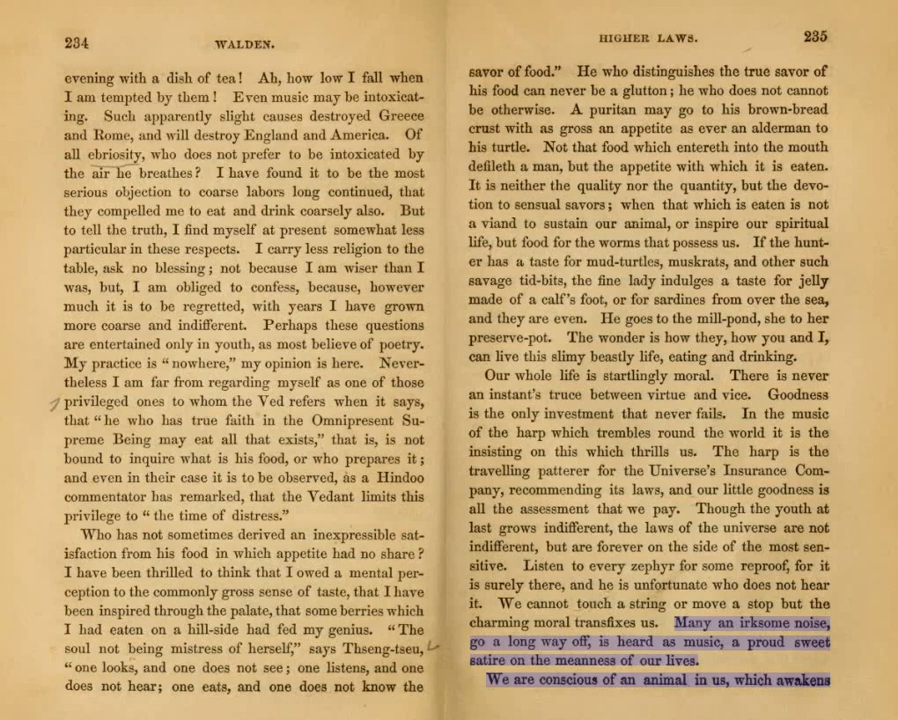 234
WALDEN.
evening with a dish of tea! Ah, how low I fall when
I am tempted by them! Even music may be intoxicat-
ing. Such apparently slight causes destroyed Greece
and Rome, and will destroy England and America. Of
all ebriosity, who does not prefer to be intoxicated by
the air he breathes? I have found it to be the most
serious objection to coarse labors long continued, that
they compelled me to eat and drink coarsely also. But
to tell the truth, I find myself at present somewhat less
particular in these respects. I carry less religion to the
table, ask no blessing; not because I am wiser than I
was, but, I am obliged to confess, because, however
much it is to be regretted, with years I have grown
more coarse and indifferent. Perhaps these questions
are entertained only in youth, as most believe of poetry.
My practice is "nowhere," my opinion is here. Never-
theless I am far from regarding myself as one of those
privileged ones to whom the Ved refers when it says,
that "he who has true faith in the Omnipresent Su-
preme Being may eat all that exists," that is, is not
bound to inquire what is his food, or who prepares it;
and even in their case it is to be observed, as a Hindoo
commentator has remarked, that the Vedant limits this
privilege to "the time of distress."
Who has not sometimes derived an inexpressible sat-
isfaction from his food in which appetite had no share?
I have been thrilled to think that I owed a mental per-
ception to the commonly gross sense of taste, that I have
been inspired through the palate, that some berries which
I had eaten on a hill-side had fed my genius. "The
soul not being mistress of herself," says Thseng-tseu,
"one looks, and one does not see; one listens, and one
does not hear; one eats, and one does not know the
HIGHER LAWS.
235
savor of food." He who distinguishes the true savor of
his food can never be a glutton; he who does not cannot
be otherwise. A puritan may go to his brown-bread
crust with as gross an appetite as ever an alderman to
his turtle. Not that food which entereth into the mouth
defileth a man, but the appetite with which it is eaten.
It is neither the quality nor the quantity, but the devo-
tion to sensual savors; when that which is eaten is not
a viand to sustain our animal, or inspire our spiritual
life, but food for the worms that possess us. If the hunt-
er has a taste for mud-turtles, muskrats, and other such
savage tid-bits, the fine lady indulges a taste for jelly
made of a calf's foot, or for sardines from over the sea,
and they are even. He goes to the mill-pond, she to her
preserve-pot. The wonder is how they, how you and I,
can live this slimy beastly life, eating and drinking.
Our whole life is startlingly moral. There is never
an instant's truce between virtue and vice. Goodness
is the only investment that never fails. In the music
of the harp which trembles round the world it is the
insisting on this which thrills us. The harp is the
travelling patterer for the Universe's Insurance Com-
pany, recommending its laws, and our little goodness is
all the assessment that we pay. Though the youth at
last grows indifferent, the laws of the universe are not
indifferent, but are forever on the side of the most sen-
sitive. Listen to every zephyr for some reproof, for it
is surely there, and he is unfortunate who does not hear
it. We cannot touch a string or move a stop but the
charming moral transfixes us. Many an irksome noise,
go a long way off, is heard as music, a proud sweet
satire on the meanness of our lives.
We are conscious of an animal in us, which awakens